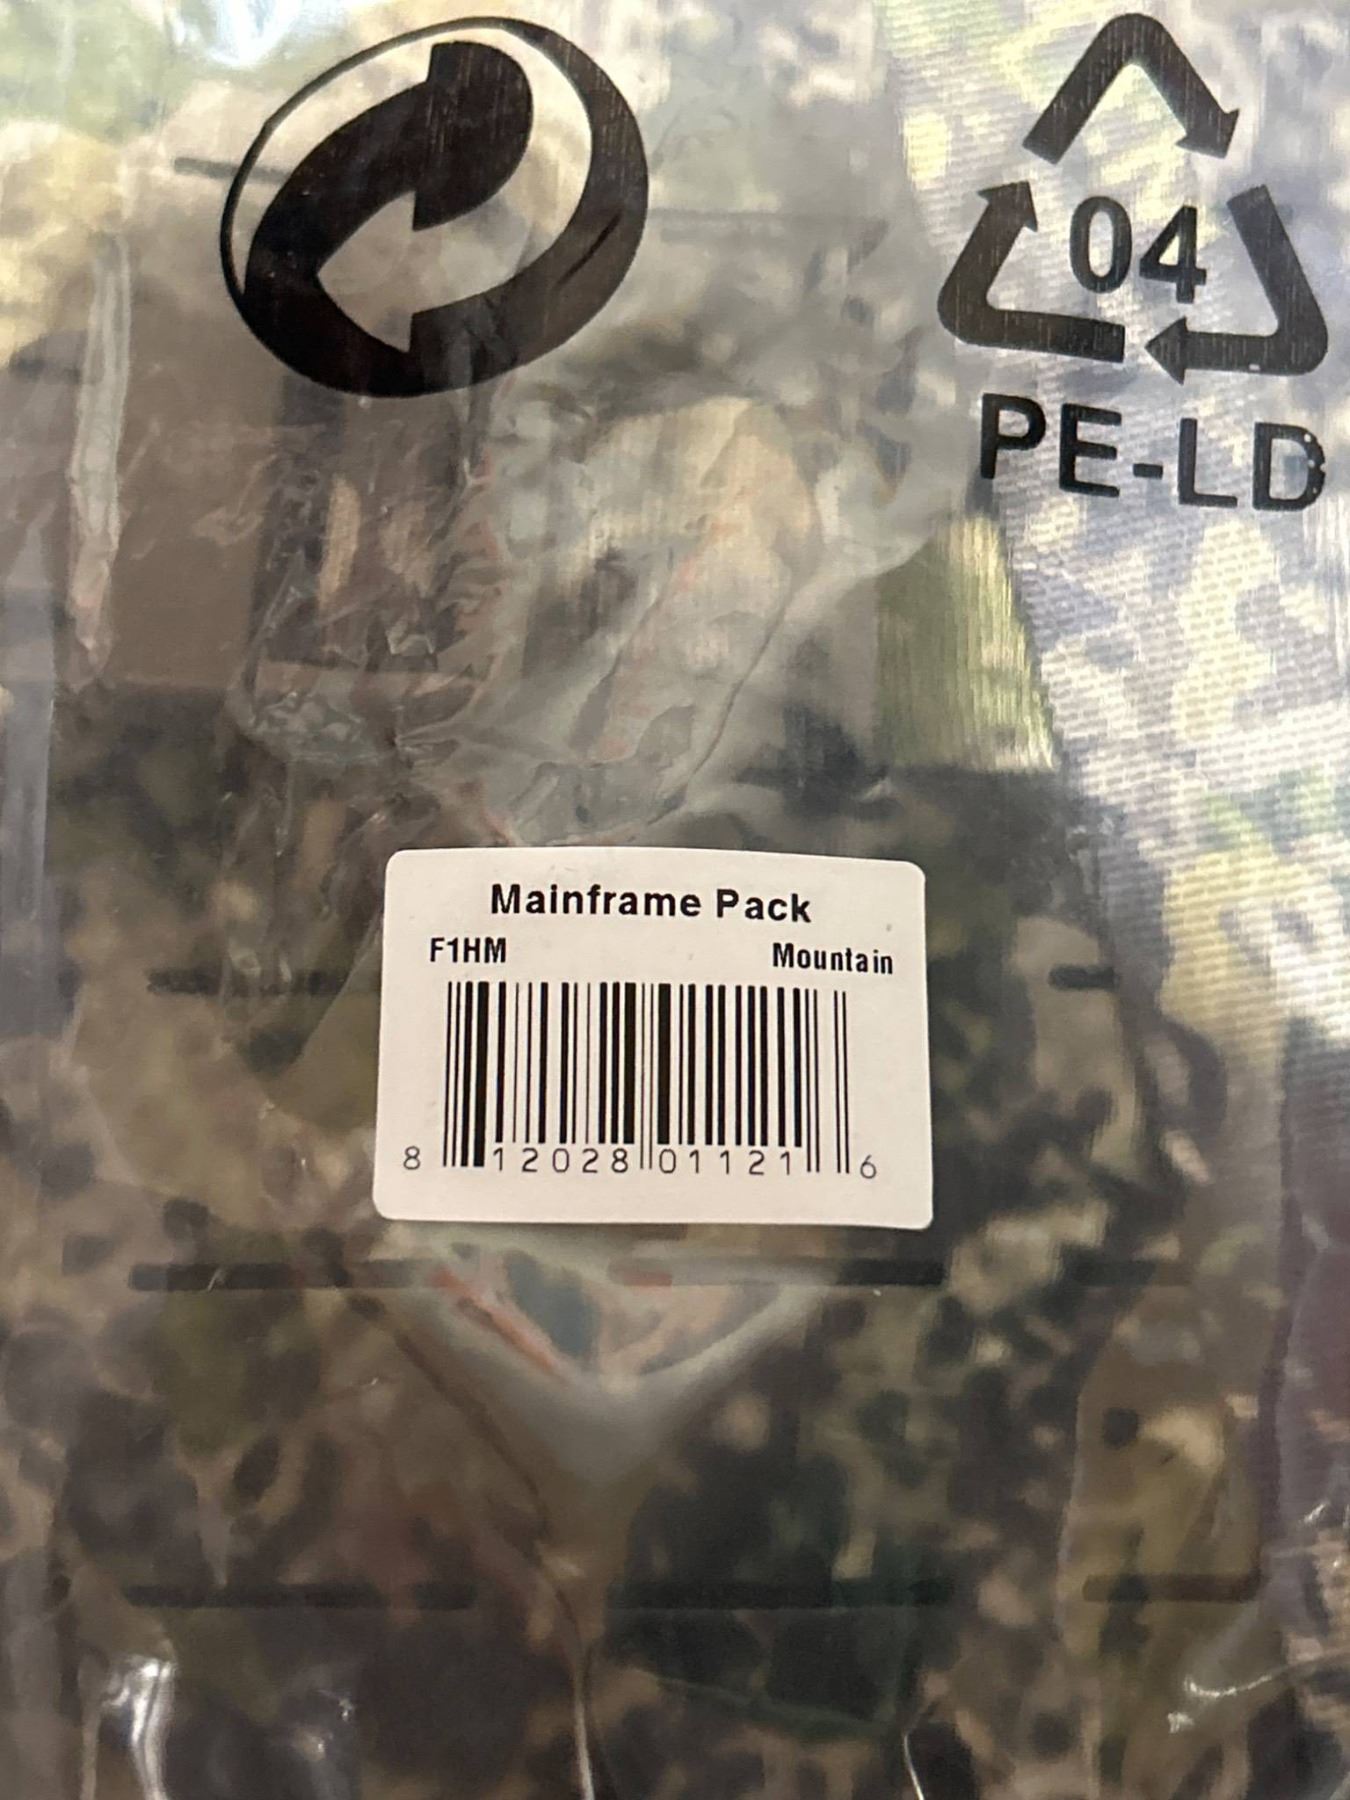 04
PE-LD
Mainframe Pack
F1HM Mountain
8 12028 01121 6